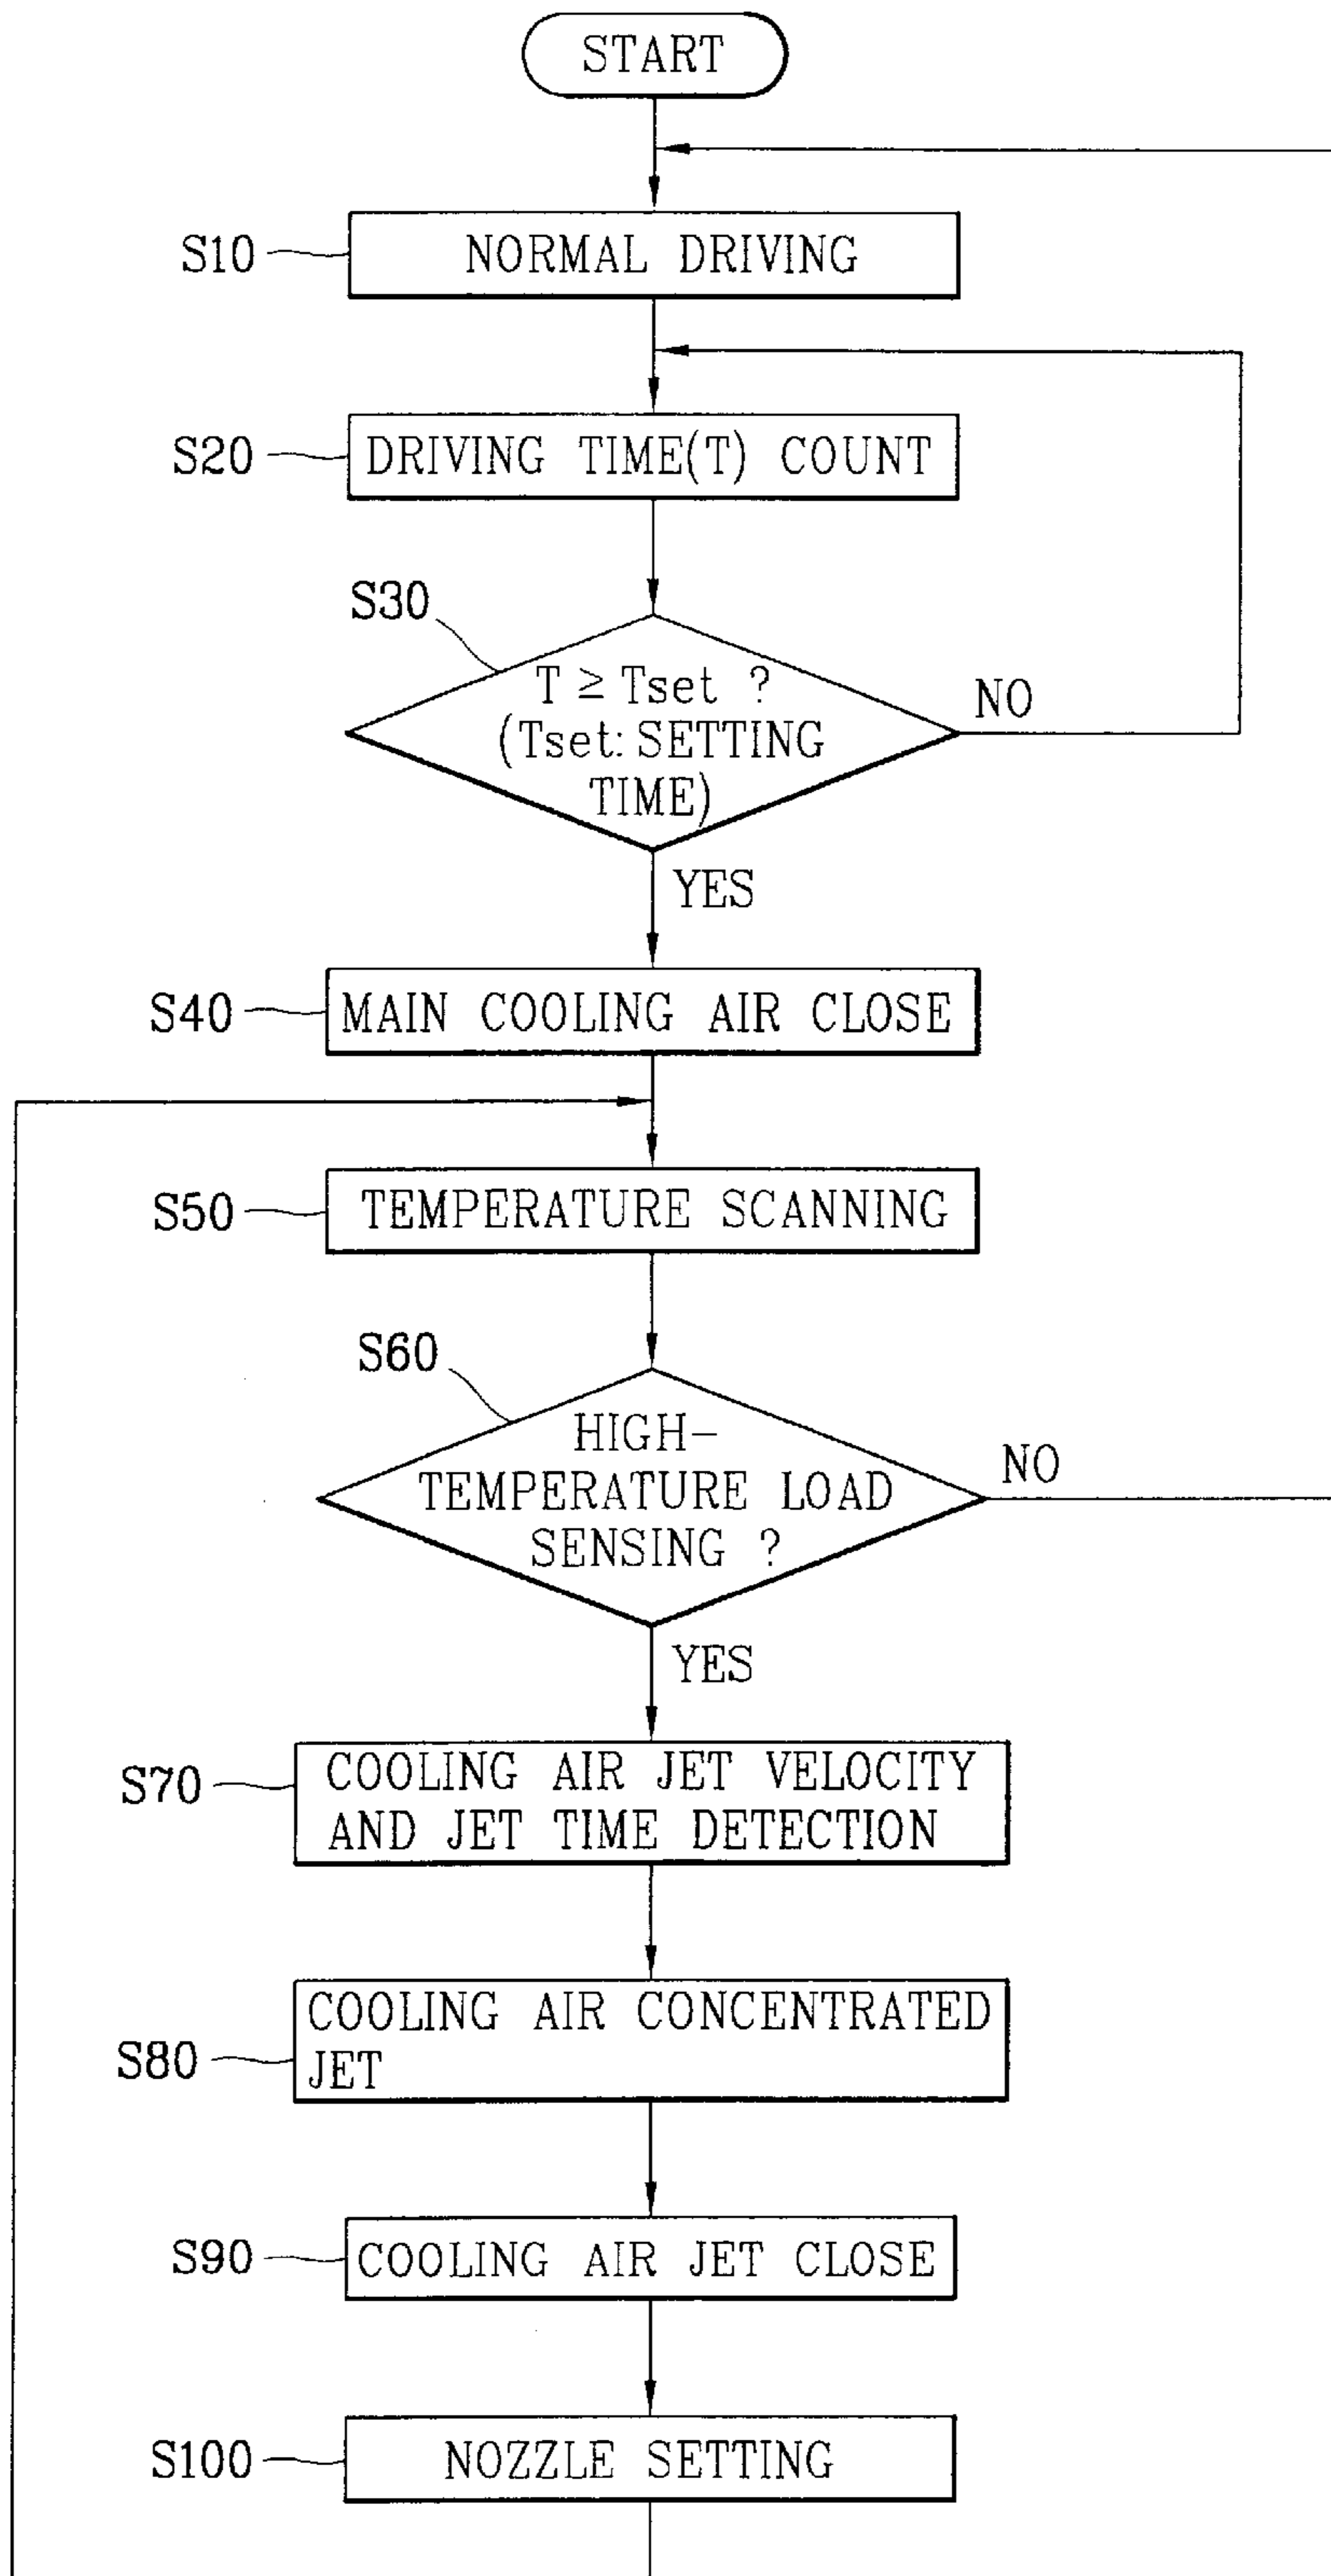 START
S10
NORMAL DRIVING
S20
DRIVING TIME(T) COUNT
S30
T ≥ Tset ?
(Tset: SETTING
TIME)
NO
YES
S40
MAIN COOLING AIR CLOSE
S50
TEMPERATURE SCANNING
S60
HIGH-
TEMPERATURE LOAD
SENSING ?
NO
YES
S70
COOLING AIR JET VELOCITY
AND JET TIME DETECTION
S80
COOLING AIR CONCENTRATED
JET
S90
COOLING AIR JET CLOSE
S100
NOZZLE SETTING